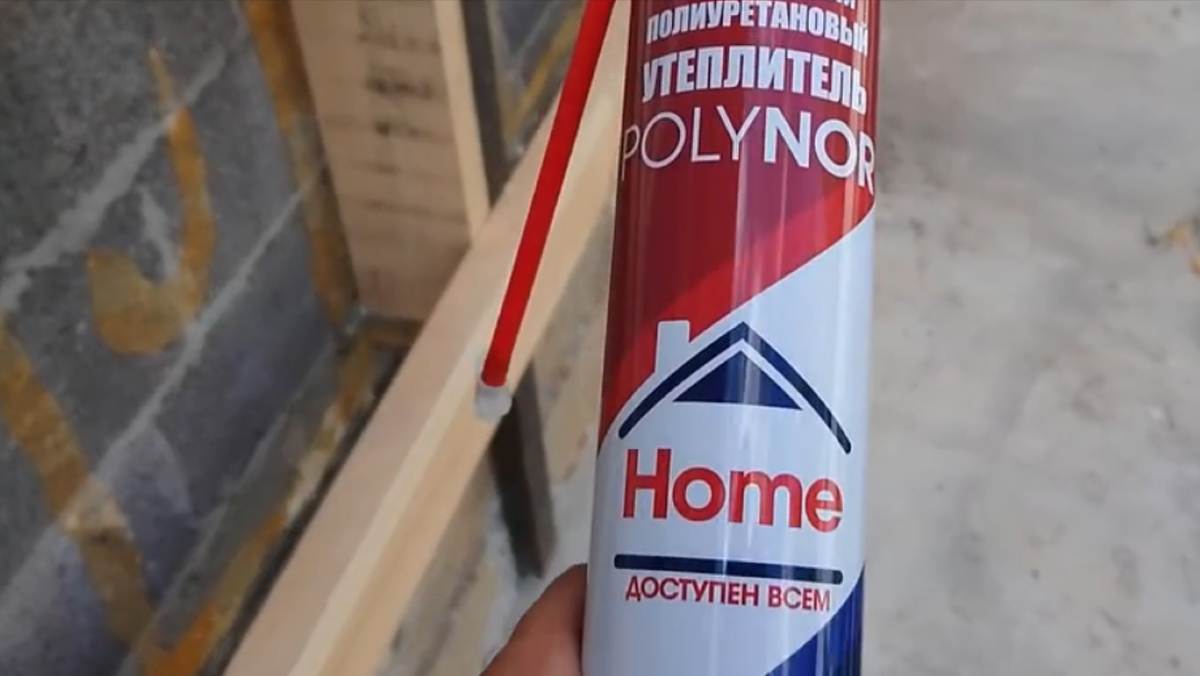 ПОЛИУРЕТАНОВЫЙ
УТЕПЛИТЕЛЬ
POLYNOR
Home
ДОСТУПЕН ВСЕМ